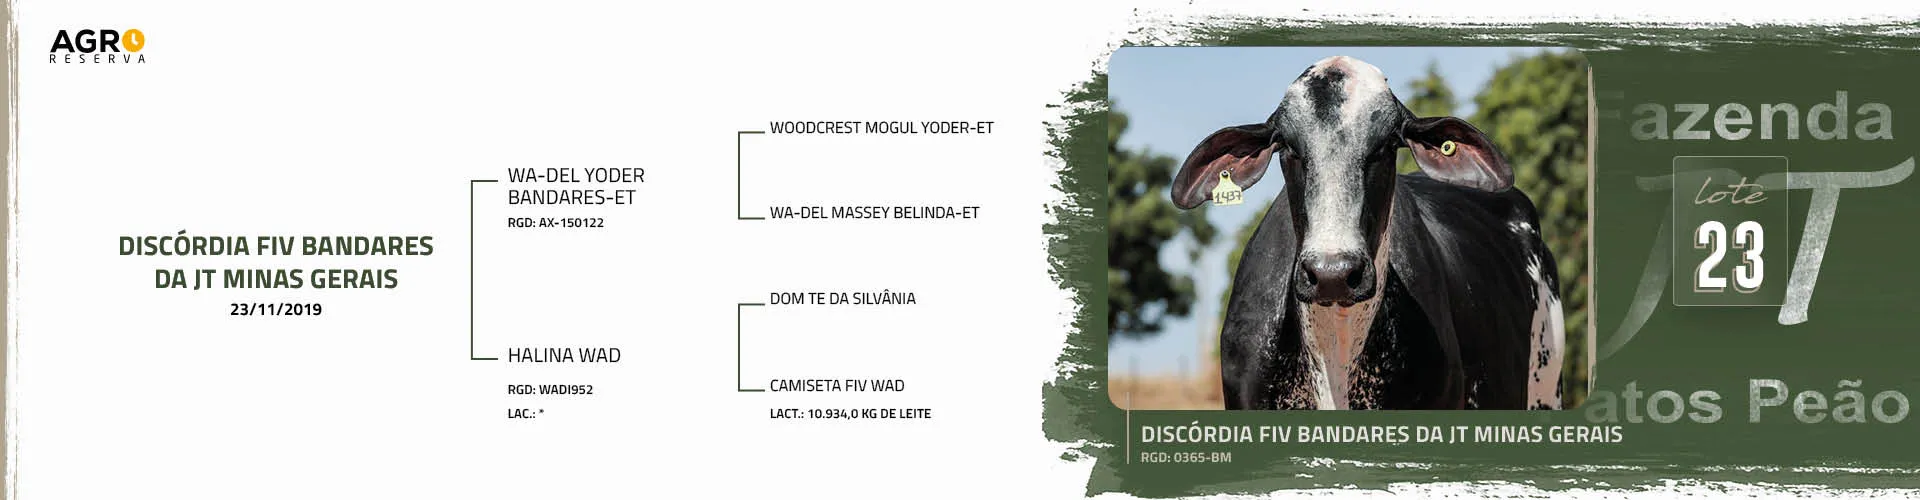 AGRO
RESERVA
DISCÓRDIA FIV BANDARES
DA JT MINAS GERAIS
23/11/2019
WA-DEL YODER
BANDARES-ET
RGD: AX-150122
HALINA WAD
RGD: WADI952
LAC.: *
WOODCREST MOGUL YODER-ET
WA-DEL MASSEY BELINDA-ET
DOM TE DA SILVÂNIA
CAMISETA FIV WAD
LACT.: 10.934,0 KG DE LEITE
1437
Fazenda
JT
lote
23
atos Peão
DISCÓRDIA FIV BANDARES DA JT MINAS GERAIS
RGD: 0365-BM